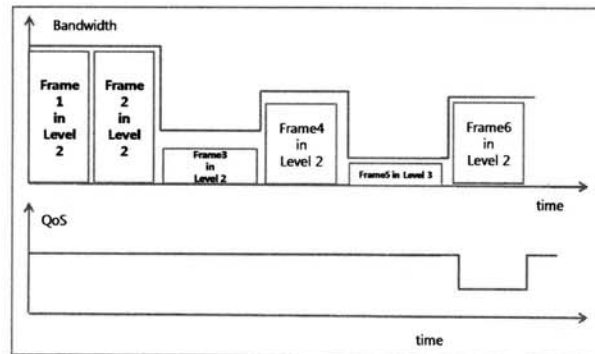 Bandwidth
Frame
1
in
Level
2
Frame
2
in
Level
2
Frame3
in
Level 2
Frame4
in
Level 2
Frame5 in Level 3
Frame6
in
Level 2
time
QoS
time